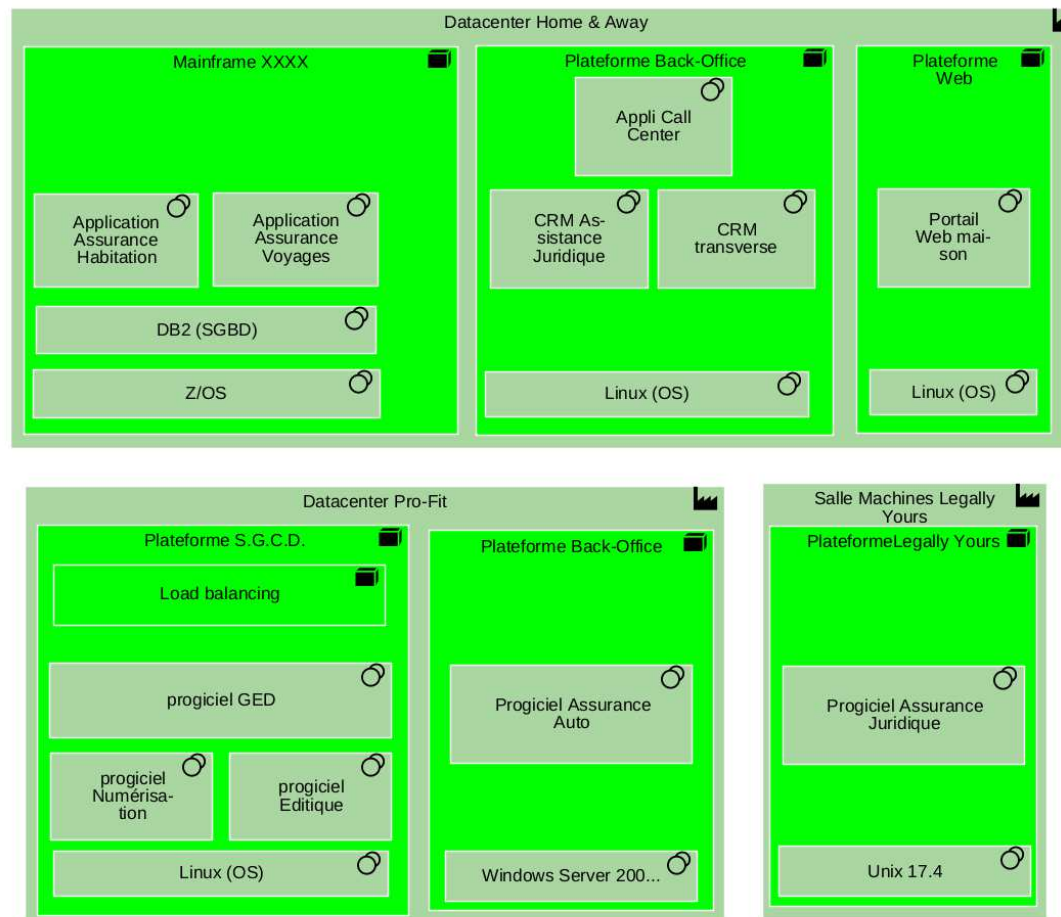 Datacenter Home & Away
Mainframe XXXX
Application
Assurance
Habitation
Application
Assurance
Voyages
DB2 (SGBD)
Z/OS
Plateforme Back-Office
Appli Call
Center
CRM As-
sistance
Juridique
CRM
transverse
Linux (OS)
Plateforme
Web
Portail
Web mai-
son
Linux (OS)
Datacenter Pro-Fit
Plateforme S.G.C.D.
Load balancing
progiciel GED
progiciel
Numérisa-
tion
progiciel
Editique
Linux (OS)
Plateforme Back-Office
Progiciel Assurance
Auto
Windows Server 200...
Salle Machines Legally
Yours
PlateformeLegally Yours
Progiciel Assurance
Juridique
Unix 17.4